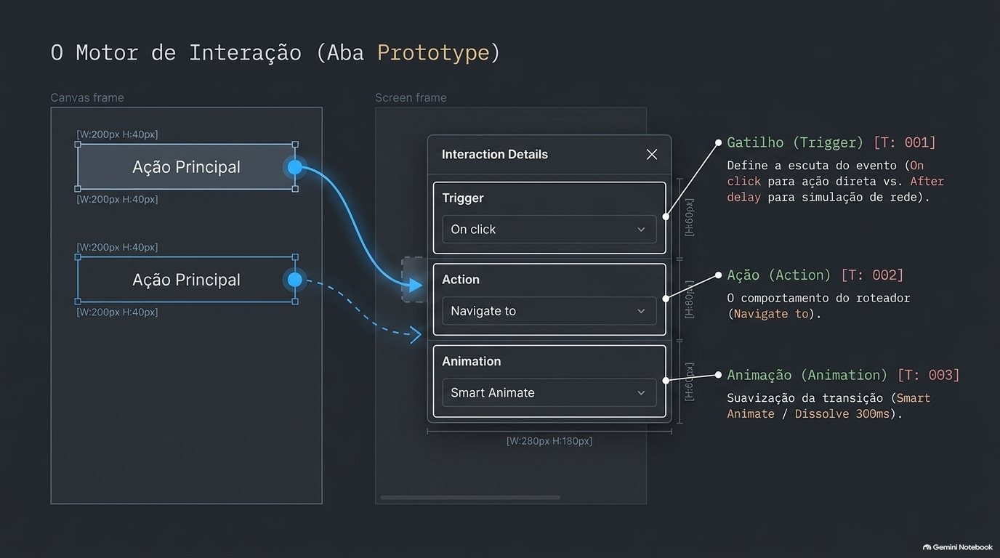 O Motor de Interação (Aba Prototype)
Canvas frame
[W:200px H:40px]
Ação Principal
[W:200px H:40px]
[W:200px H:40px]
Ação Principal
[W:200px H:40px]
Screen frame
Interaction Details
Trigger
On click
[H:60px]
Action
Navigate to
[H:80px]
Animation
Smart Animate
[H:60px]
[W:280px H:180px]
Gatilho (Trigger) [T: 001]
Define a escuta do evento (On
click para ação direta vs. After
delay para simulação de rede).
Ação (Action) [T: 002]
O comportamento do roteador
(Navigate to).
Animação (Animation) [T: 003]
Suavização da transição (Smart
Animate / Dissolve 300ms).
Gemini Notebook